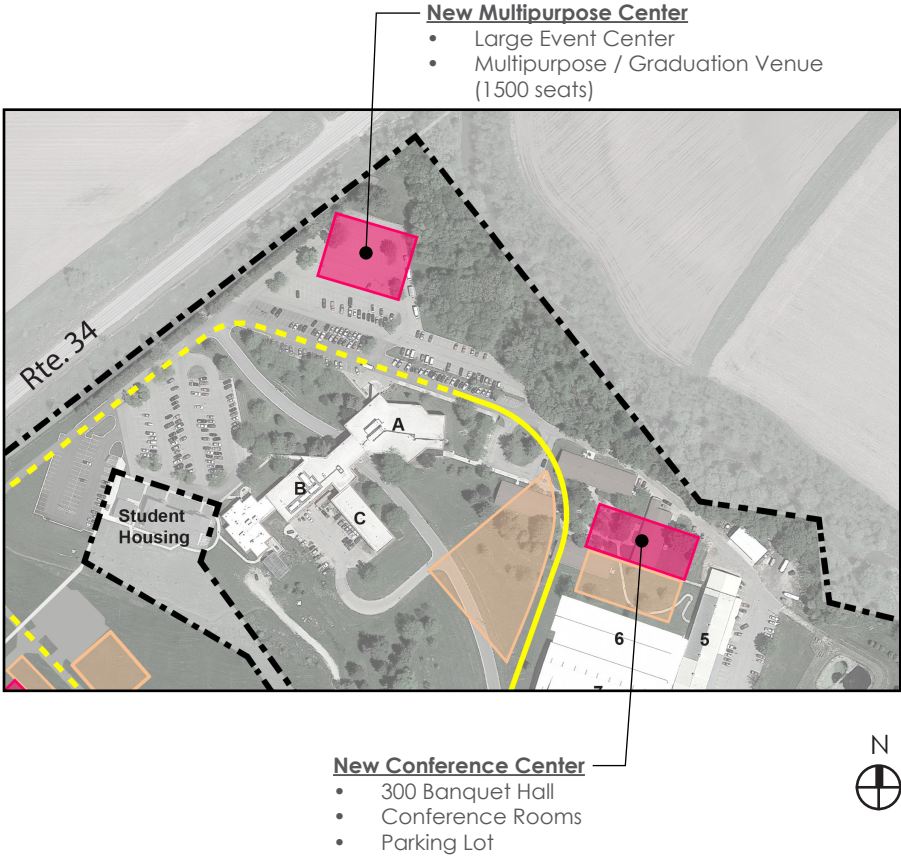 New Multipurpose Center
• Large Event Center
• Multipurpose / Graduation Venue
(1500 seats)
Rte. 34
A
B
C
Student
Housing
6
5
7
New Conference Center
• 300 Banquet Hall
• Conference Rooms
• Parking Lot
N